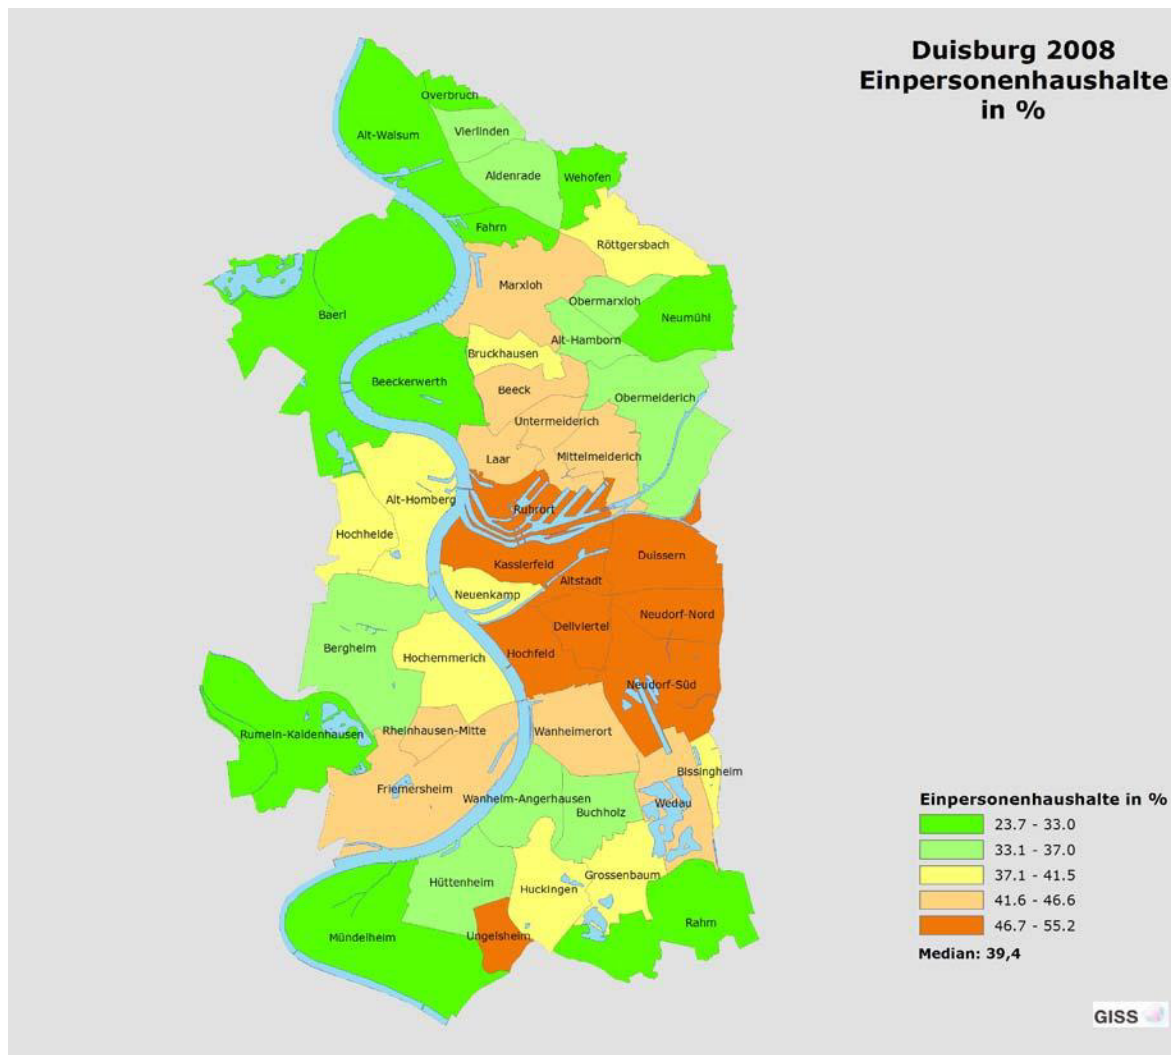 Duisburg 2008
Einpersonenhaushalte
in %
Overbruch
Alt-Walsum
Vierlinden
Aldenrade
Wehofen
Fahrn
Röttgersbach
Marxloh
Obermarxloh
Baerl
Neumühl
Alt-Hamborn
Bruckhausen
Beeckerwerth
Beeck
Obermeiderich
Untermeiderich
Laar
Mittelmeiderich
Alt-Homberg
Ruhrort
Hochheide
Duissern
Kasslerfeld
Altstadt
Neuenkamp
Neudorf-Nord
Dellviertel
Bergheim
Hochemmerich
Hochfeld
Neudorf-Süd
Rumeln-Kaldenhausen
Rheinhausen-Mitte
Wanheimerort
Bissingheim
Friemersheim
Wanheim-Angerhausen
Wedau
Buchholz
Grossenbaum
Hüttenheim
Huckingen
Rahm
Mündelheim
Ungelsheim
Einpersonenhaushalte in %
23.7 - 33.0
33.1 - 37.0
37.1 - 41.5
41.6 - 46.6
46.7 - 55.2
Median: 39,4
GISS